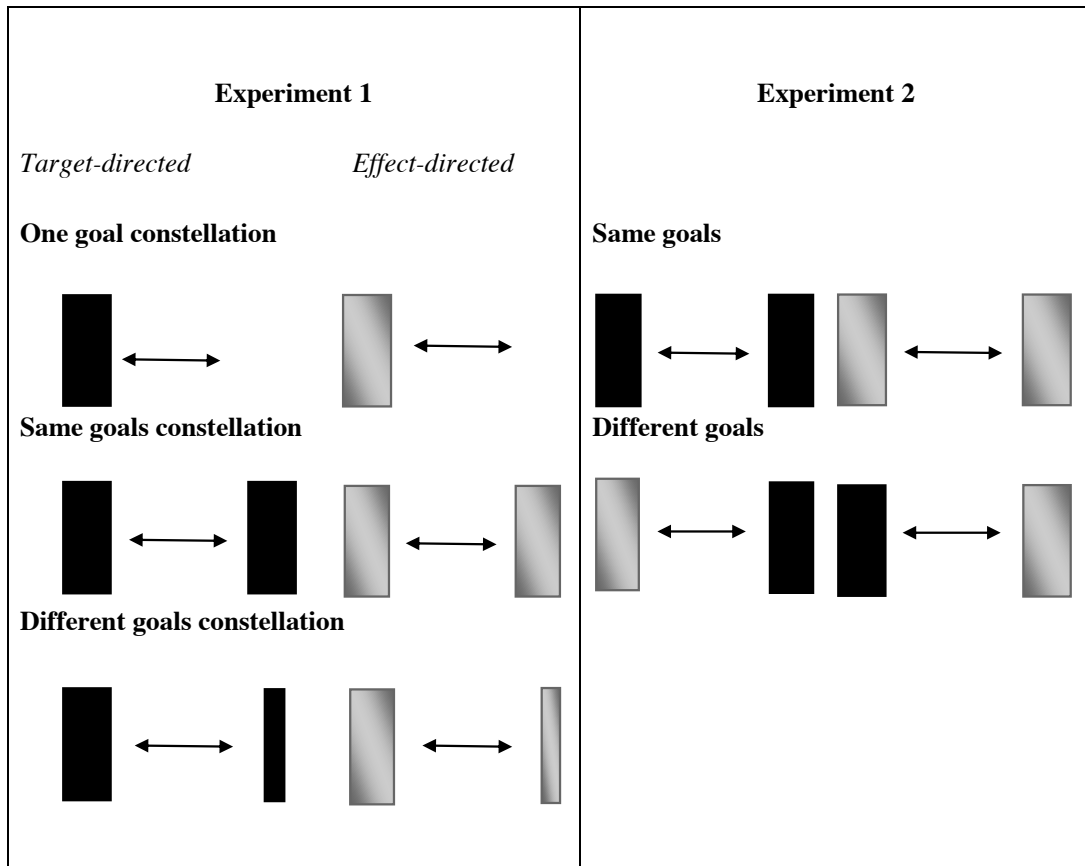 Experiment 1
Target-directed
Effect-directed
One goal constellation
Same goals constellation
Different goals constellation
Experiment 2
Same goals
Different goals